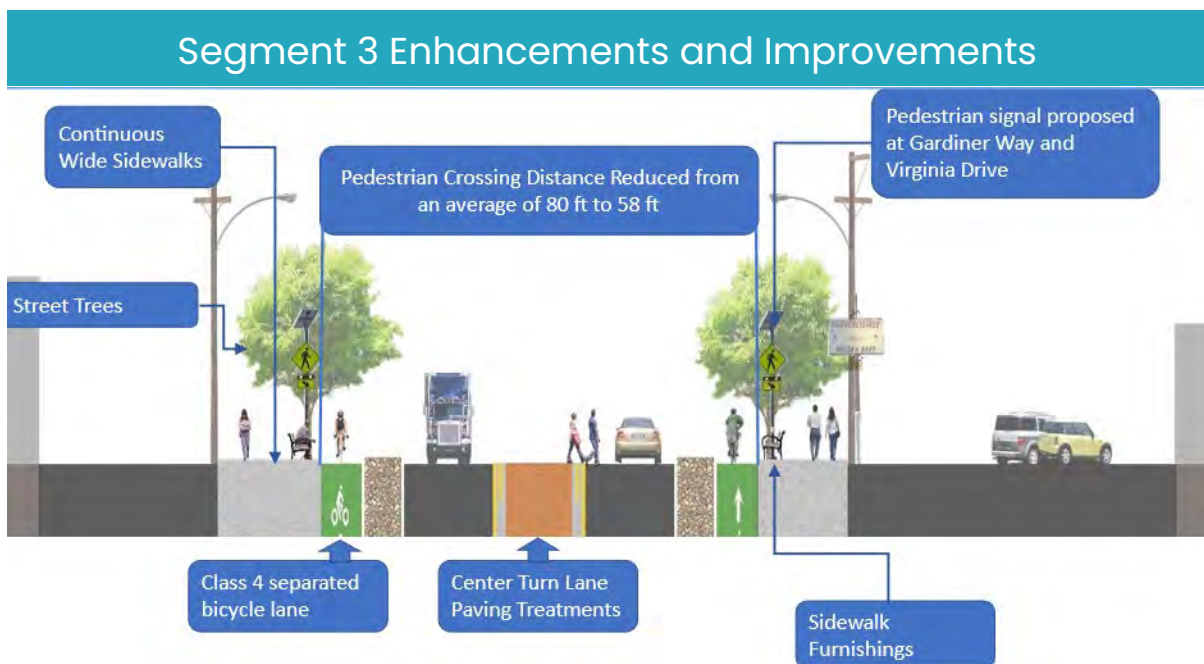 Segment 3 Enhancements and Improvements
Continuous
Wide Sidewalks
Pedestrian Crossing Distance Reduced from
an average of 80 ft to 58 ft
Pedestrian signal proposed
at Gardiner Way and
Virginia Drive
Street Trees
Class 4 separated
bicycle lane
Center Turn Lane
Paving Treatments
Sidewalk
Furnishings